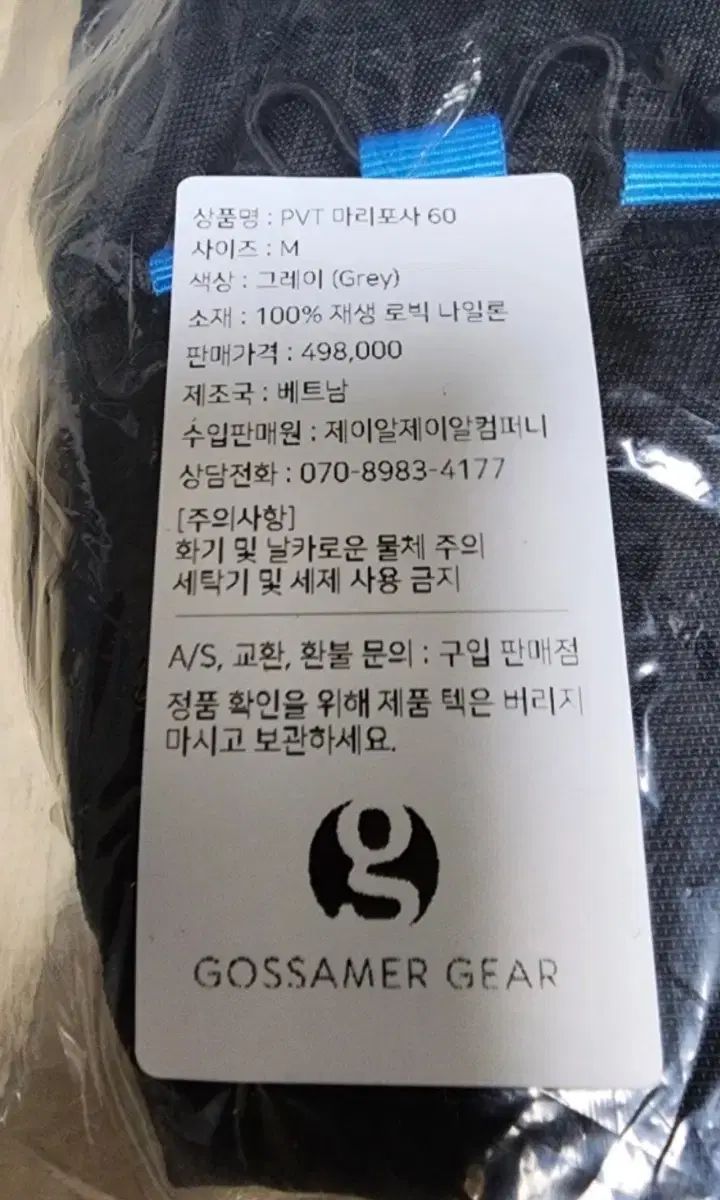 상품명 : PVT 마리포사 60
사이즈 : M
색상 : 그레이 (Grey)
소재 : 100% 재생 로빅 나일론
판매가격 : 498,000
제조국 : 베트남
수입판매원 : 제이알제이알컴퍼니
상담전화 : 070-8983-4177
[주의사항]
화기 및 날카로운 물체 주의
세탁기 및 세제 사용 금지
A/S, 교환, 환불 문의 : 구입 판매점
정품 확인을 위해 제품 텍은 버리지
마시고 보관하세요.
g
GOSSAMER GEAR